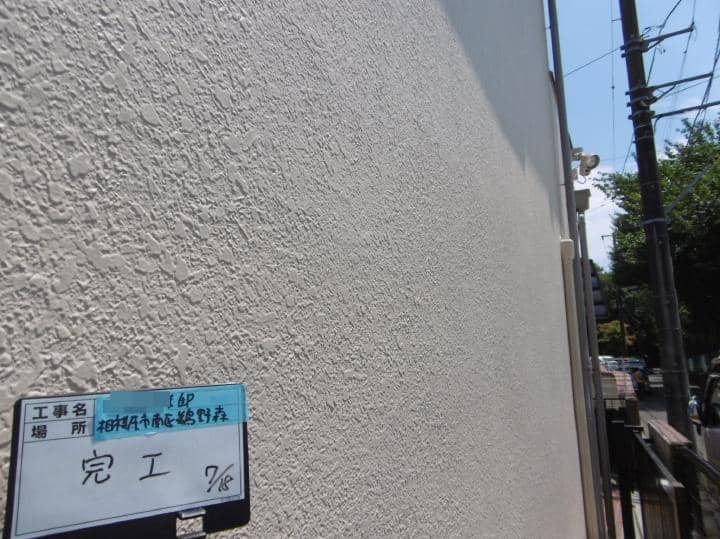 工事名 邸
場所 相模原市南区鵜野森
完工
7/18